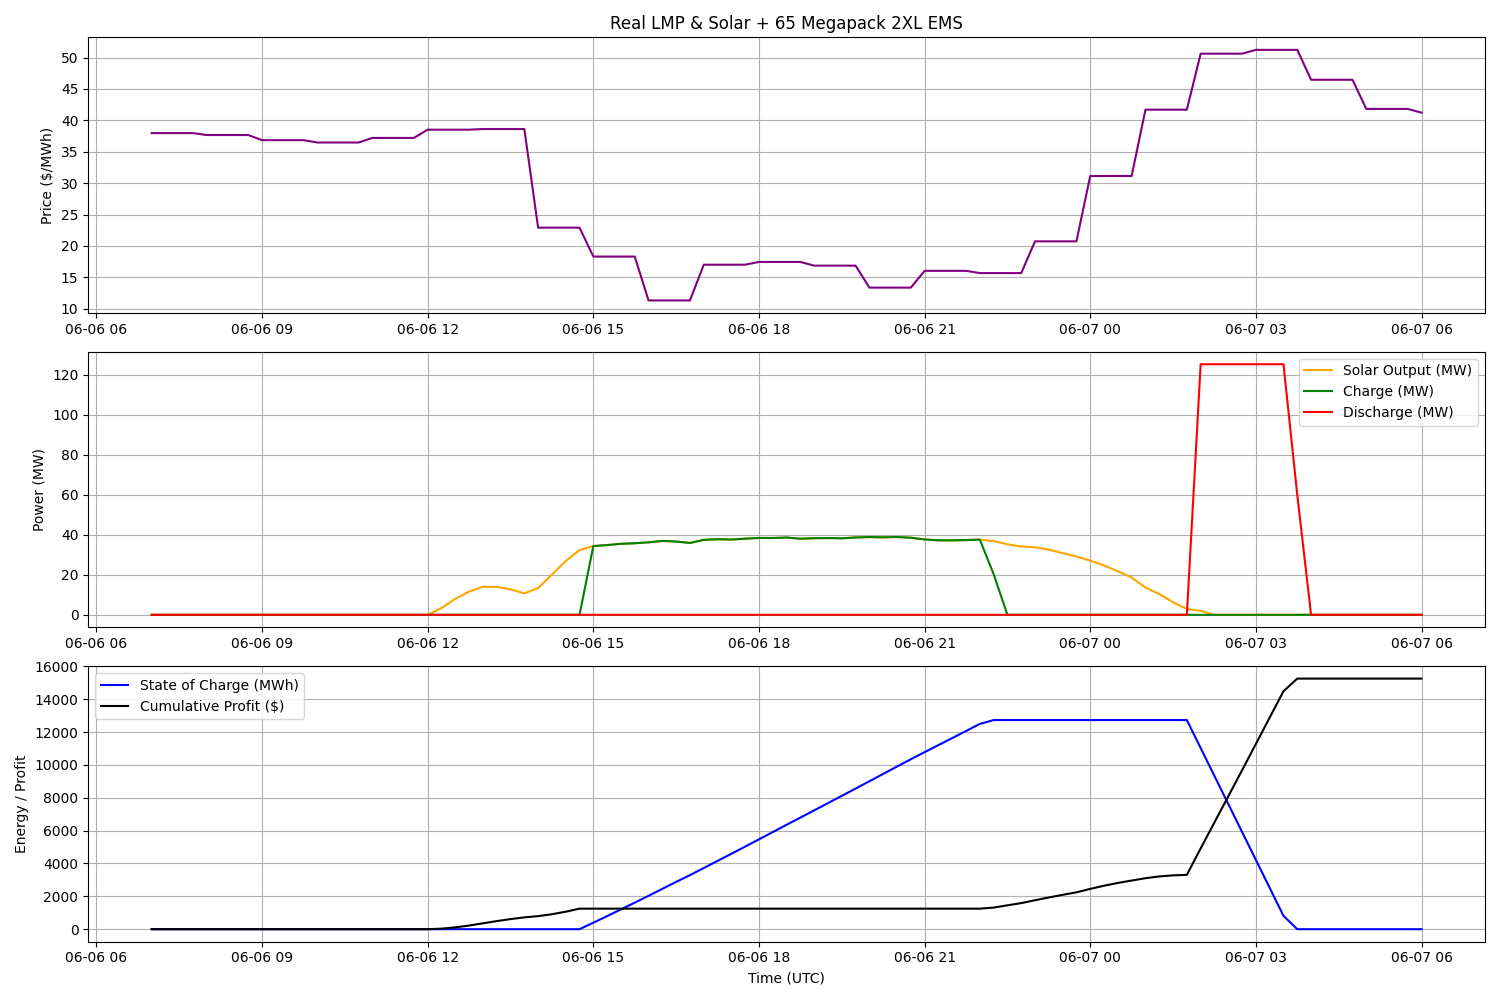 Real LMP & Solar + 65 Megapack 2XL EMS
Price ($/MWh)
50
45
40
35
30
25
20
15
10
06-06 06 06-06 09 06-06 12 06-06 15 06-06 18 06-06 21 06-07 00 06-07 03 06-07 06
Power (MW)
120
100
80
60
40
20
0
Solar Output (MW)
Charge (MW)
Discharge (MW)
06-06 06 06-06 09 06-06 12 06-06 15 06-06 18 06-06 21 06-07 00 06-07 03 06-07 06
Energy / Profit
16000
14000
12000
10000
8000
6000
4000
2000
0
State of Charge (MWh)
Cumulative Profit ($)
06-06 06 06-06 09 06-06 12 06-06 15 06-06 18 06-06 21 06-07 00 06-07 03 06-07 06
Time (UTC)